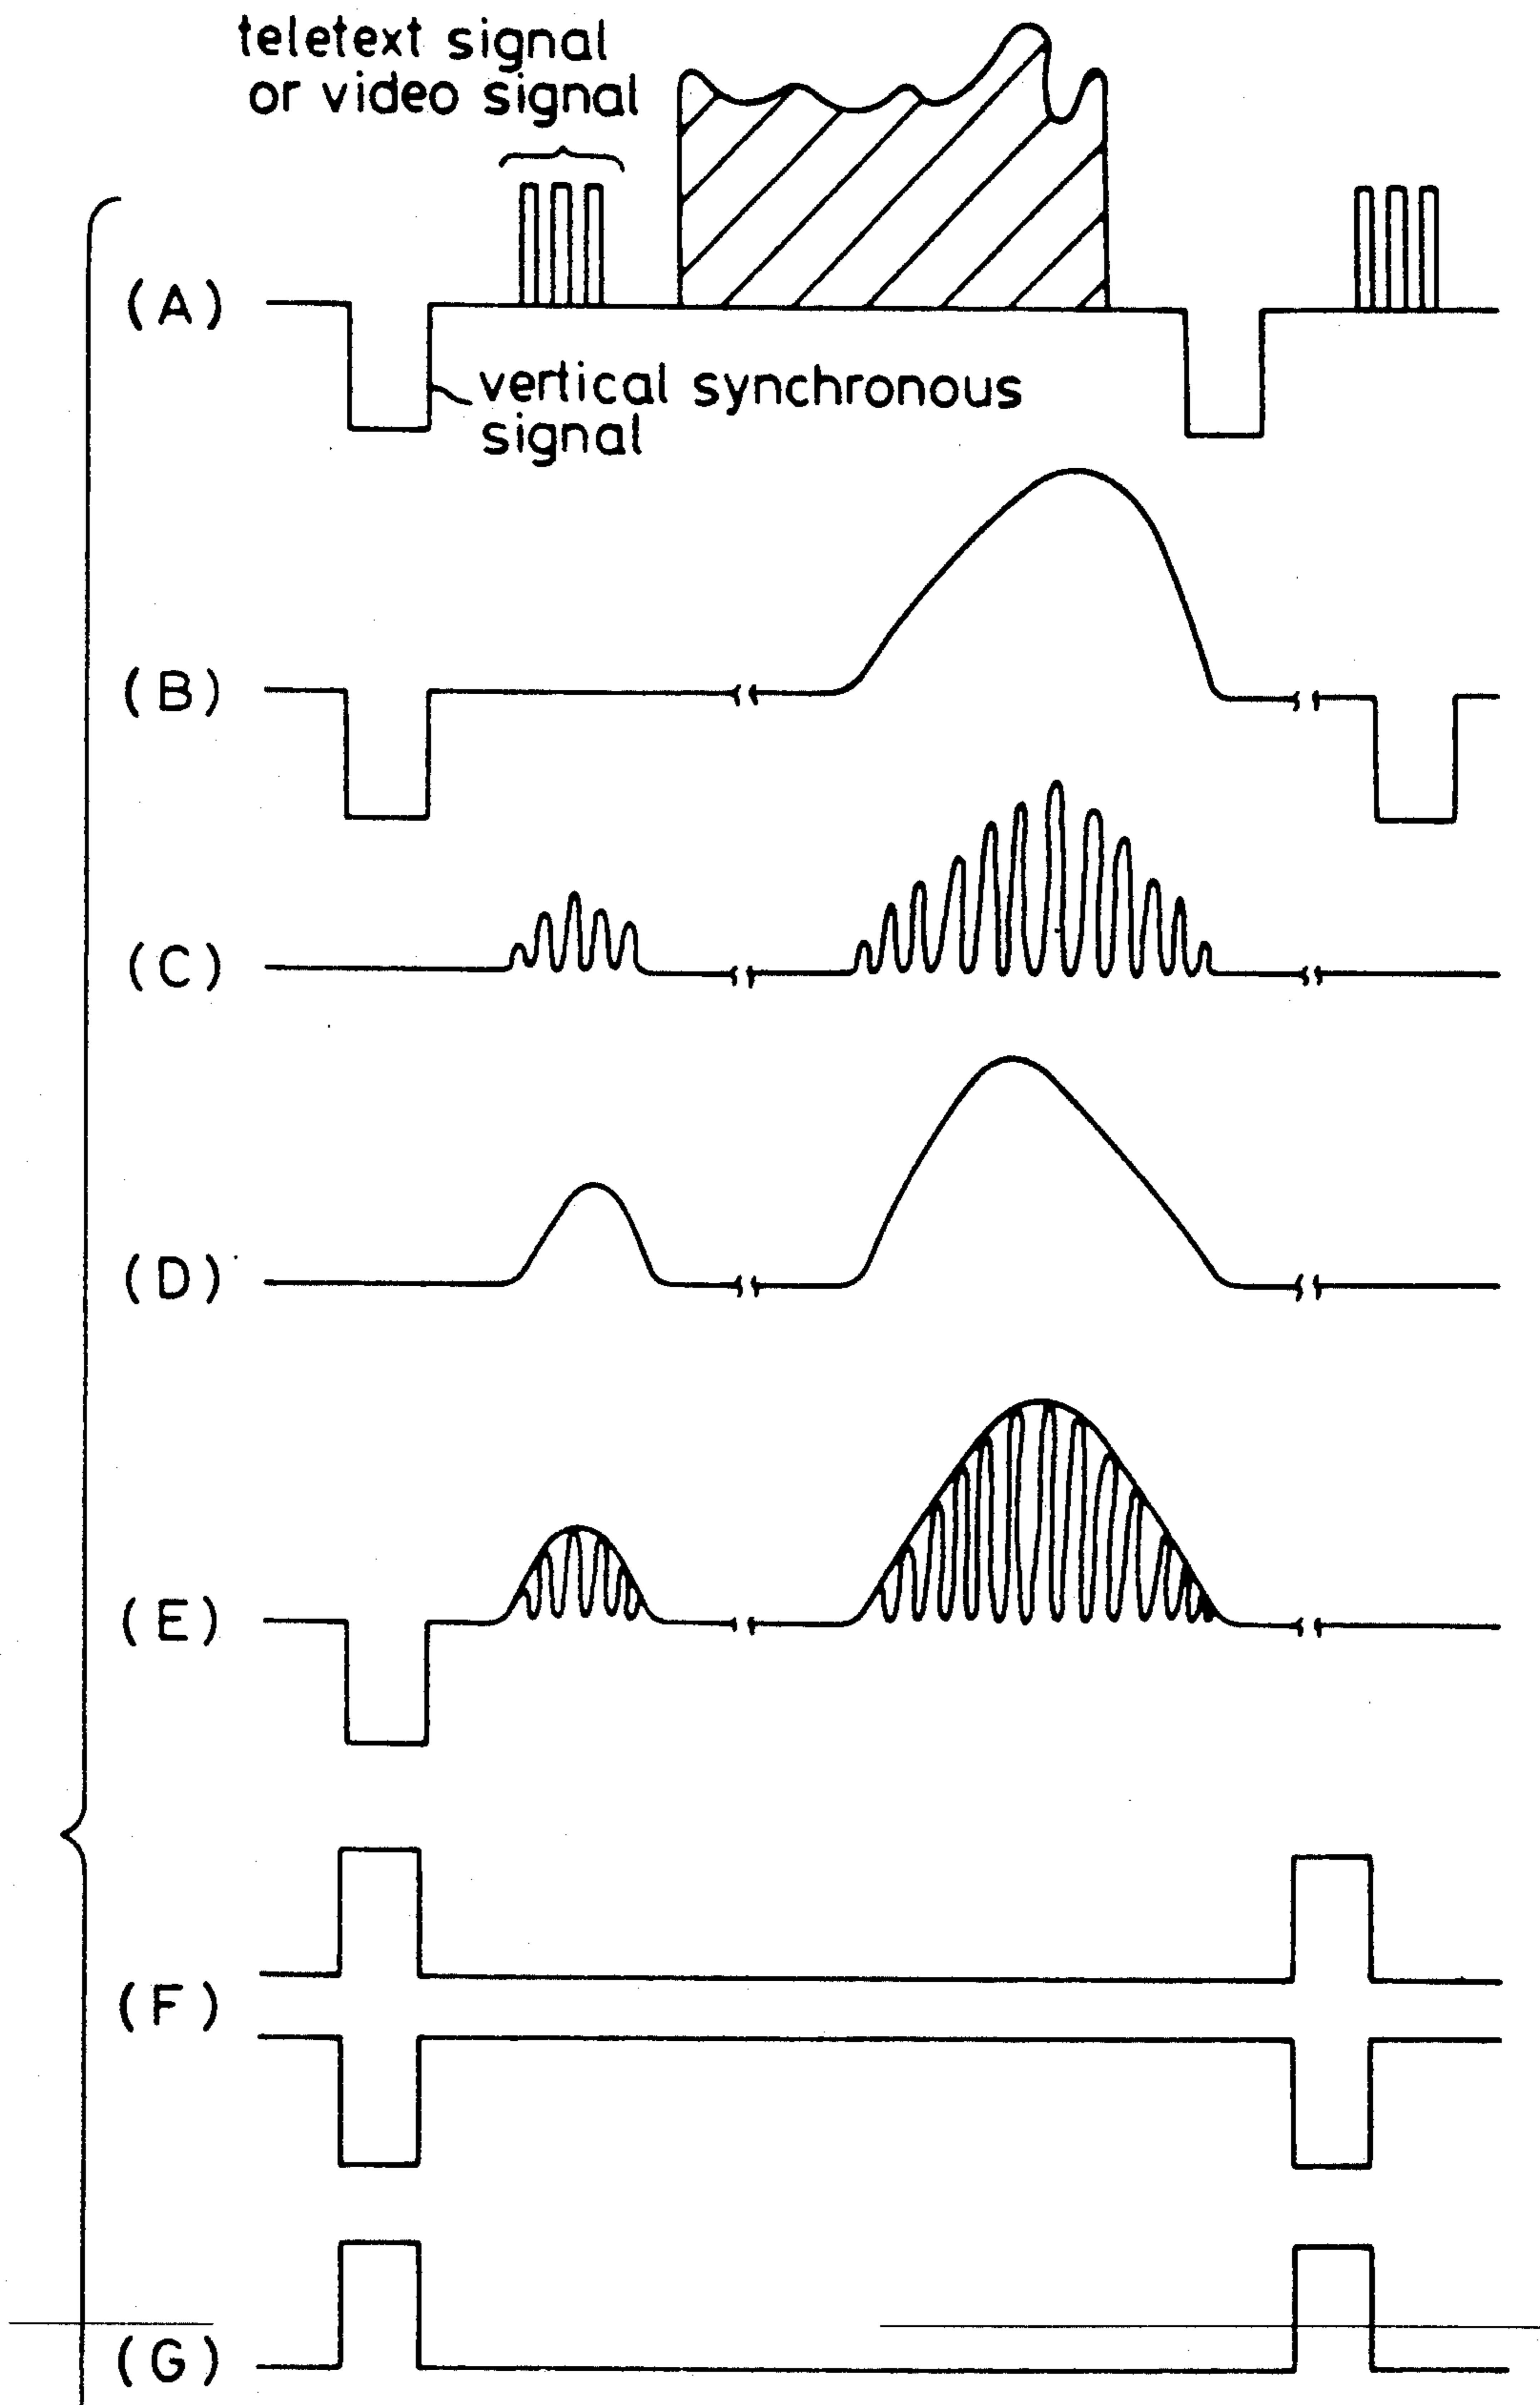 teletext signal
or video signal
(A)
vertical synchronous
signal
(B)
(C)
(D)
(E)
(F)
(G)